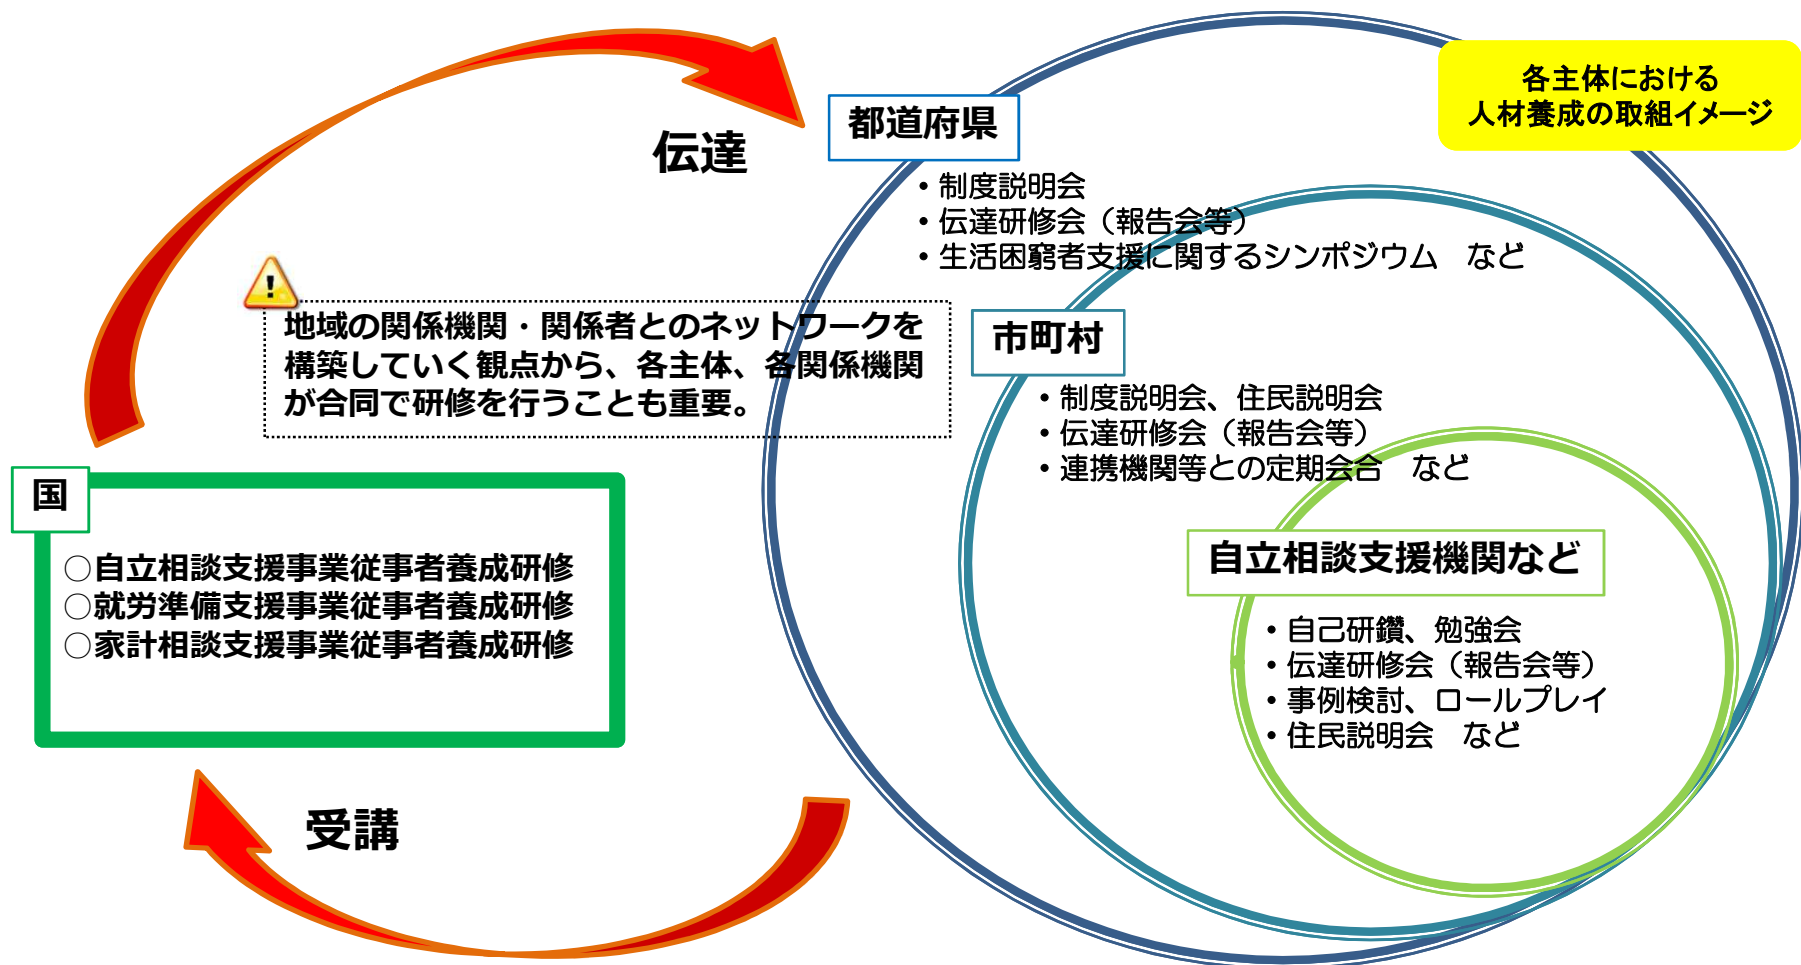 各主体における
人材養成の取組イメージ
伝達
都道府県
・制度説明会
・伝達研修会（報告会等）
・生活困窮者支援に関するシンポジウム　など
!
地域の関係機関・関係者とのネットワークを
構築していく観点から、各主体、各関係機関
が合同で研修を行うことも重要。
市町村
・制度説明会、住民説明会
・伝達研修会（報告会等）
・連携機関等との定期会合　など
国
○自立相談支援事業従事者養成研修
○就労準備支援事業従事者養成研修
○家計相談支援事業従事者養成研修
自立相談支援機関など
・自己研鑽、勉強会
・伝達研修会（報告会等）
・事例検討、ロールプレイ
・住民説明会　など
受講